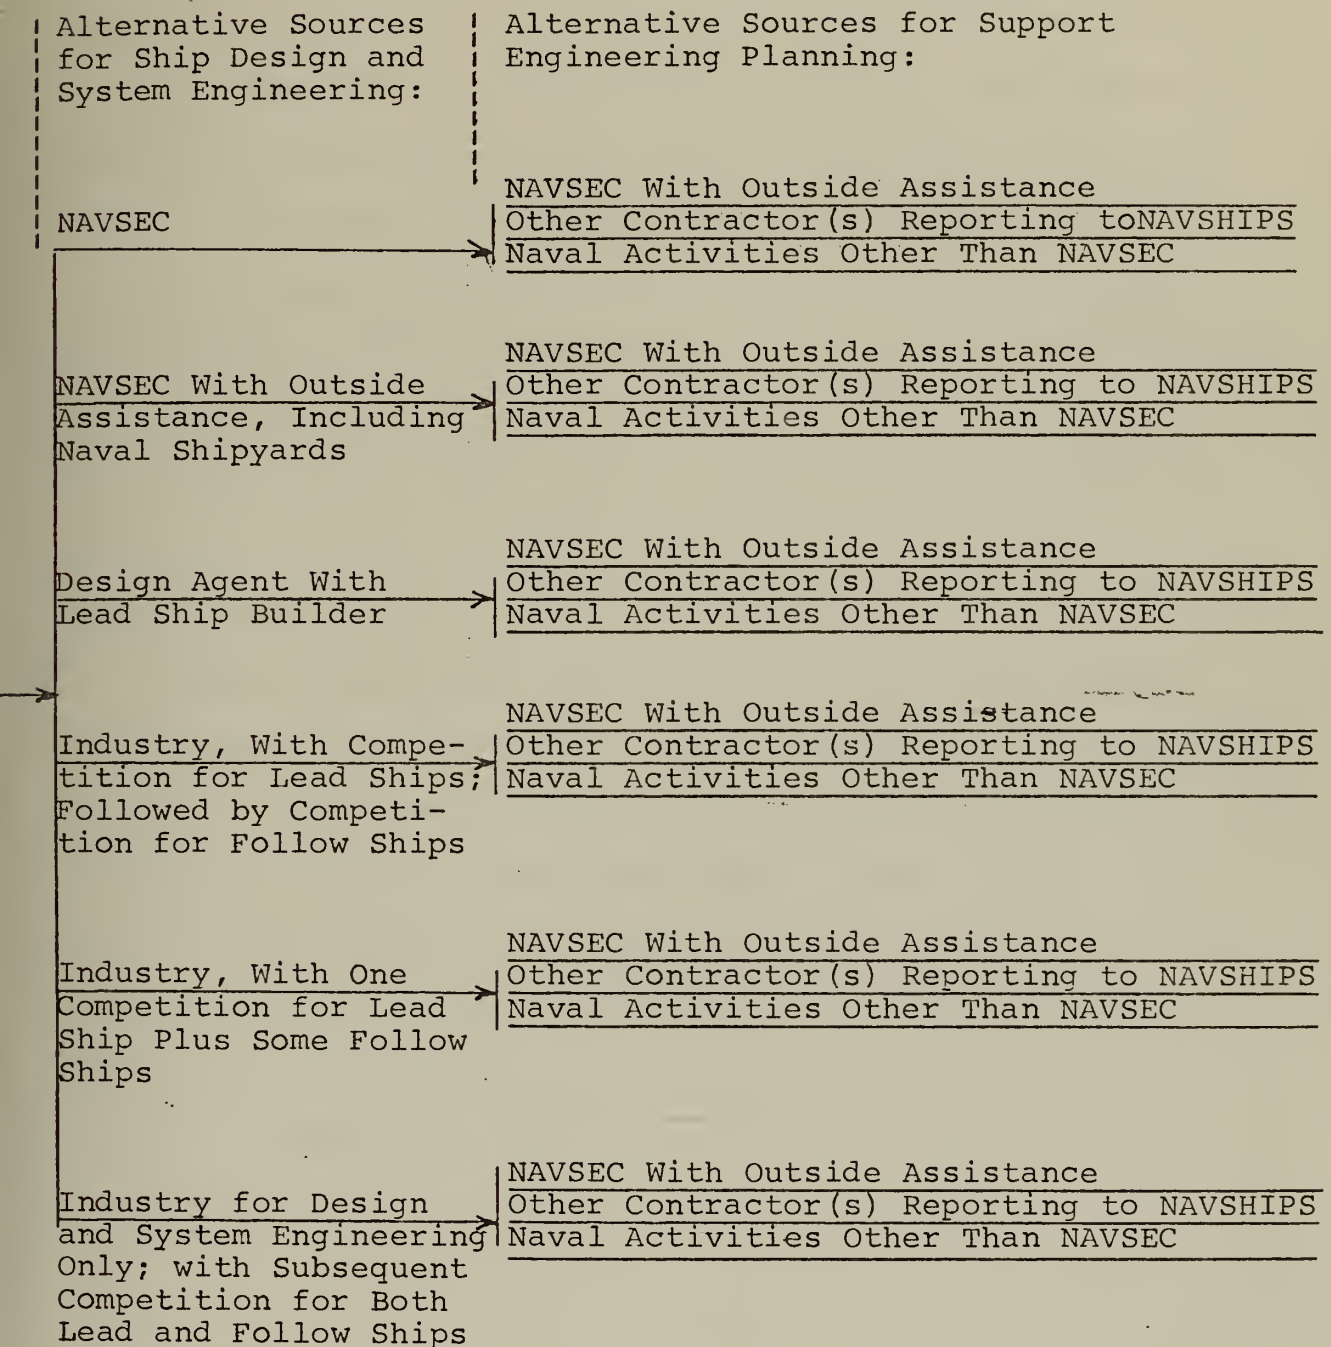 Alternative Sources
for Ship Design and
System Engineering:
Alternative Sources for Support
Engineering Planning:
NAVSEC
NAVSEC With Outside Assistance
Other Contractor(s) Reporting toNAVSHIPS
Naval Activities Other Than NAVSEC
NAVSEC With Outside
Assistance, Including
Naval Shipyards
NAVSEC With Outside Assistance
Other Contractor(s) Reporting to NAVSHIPS
Naval Activities Other Than NAVSEC
Design Agent With
Lead Ship Builder
NAVSEC With Outside Assistance
Other Contractor(s) Reporting to NAVSHIPS
Naval Activities Other Than NAVSEC
Industry, With Compe-
tition for Lead Ships;
Followed by Competi-
tion for Follow Ships
NAVSEC With Outside Assistance
Other Contractor(s) Reporting to NAVSHIPS
Naval Activities Other Than NAVSEC
Industry, With One
Competition for Lead
Ship Plus Some Follow
Ships
NAVSEC With Outside Assistance
Other Contractor(s) Reporting to NAVSHIPS
Naval Activities Other Than NAVSEC
Industry for Design
and System Engineering
Only; with Subsequent
Competition for Both
Lead and Follow Ships
NAVSEC With Outside Assistance
Other Contractor(s) Reporting to NAVSHIPS
Naval Activities Other Than NAVSEC